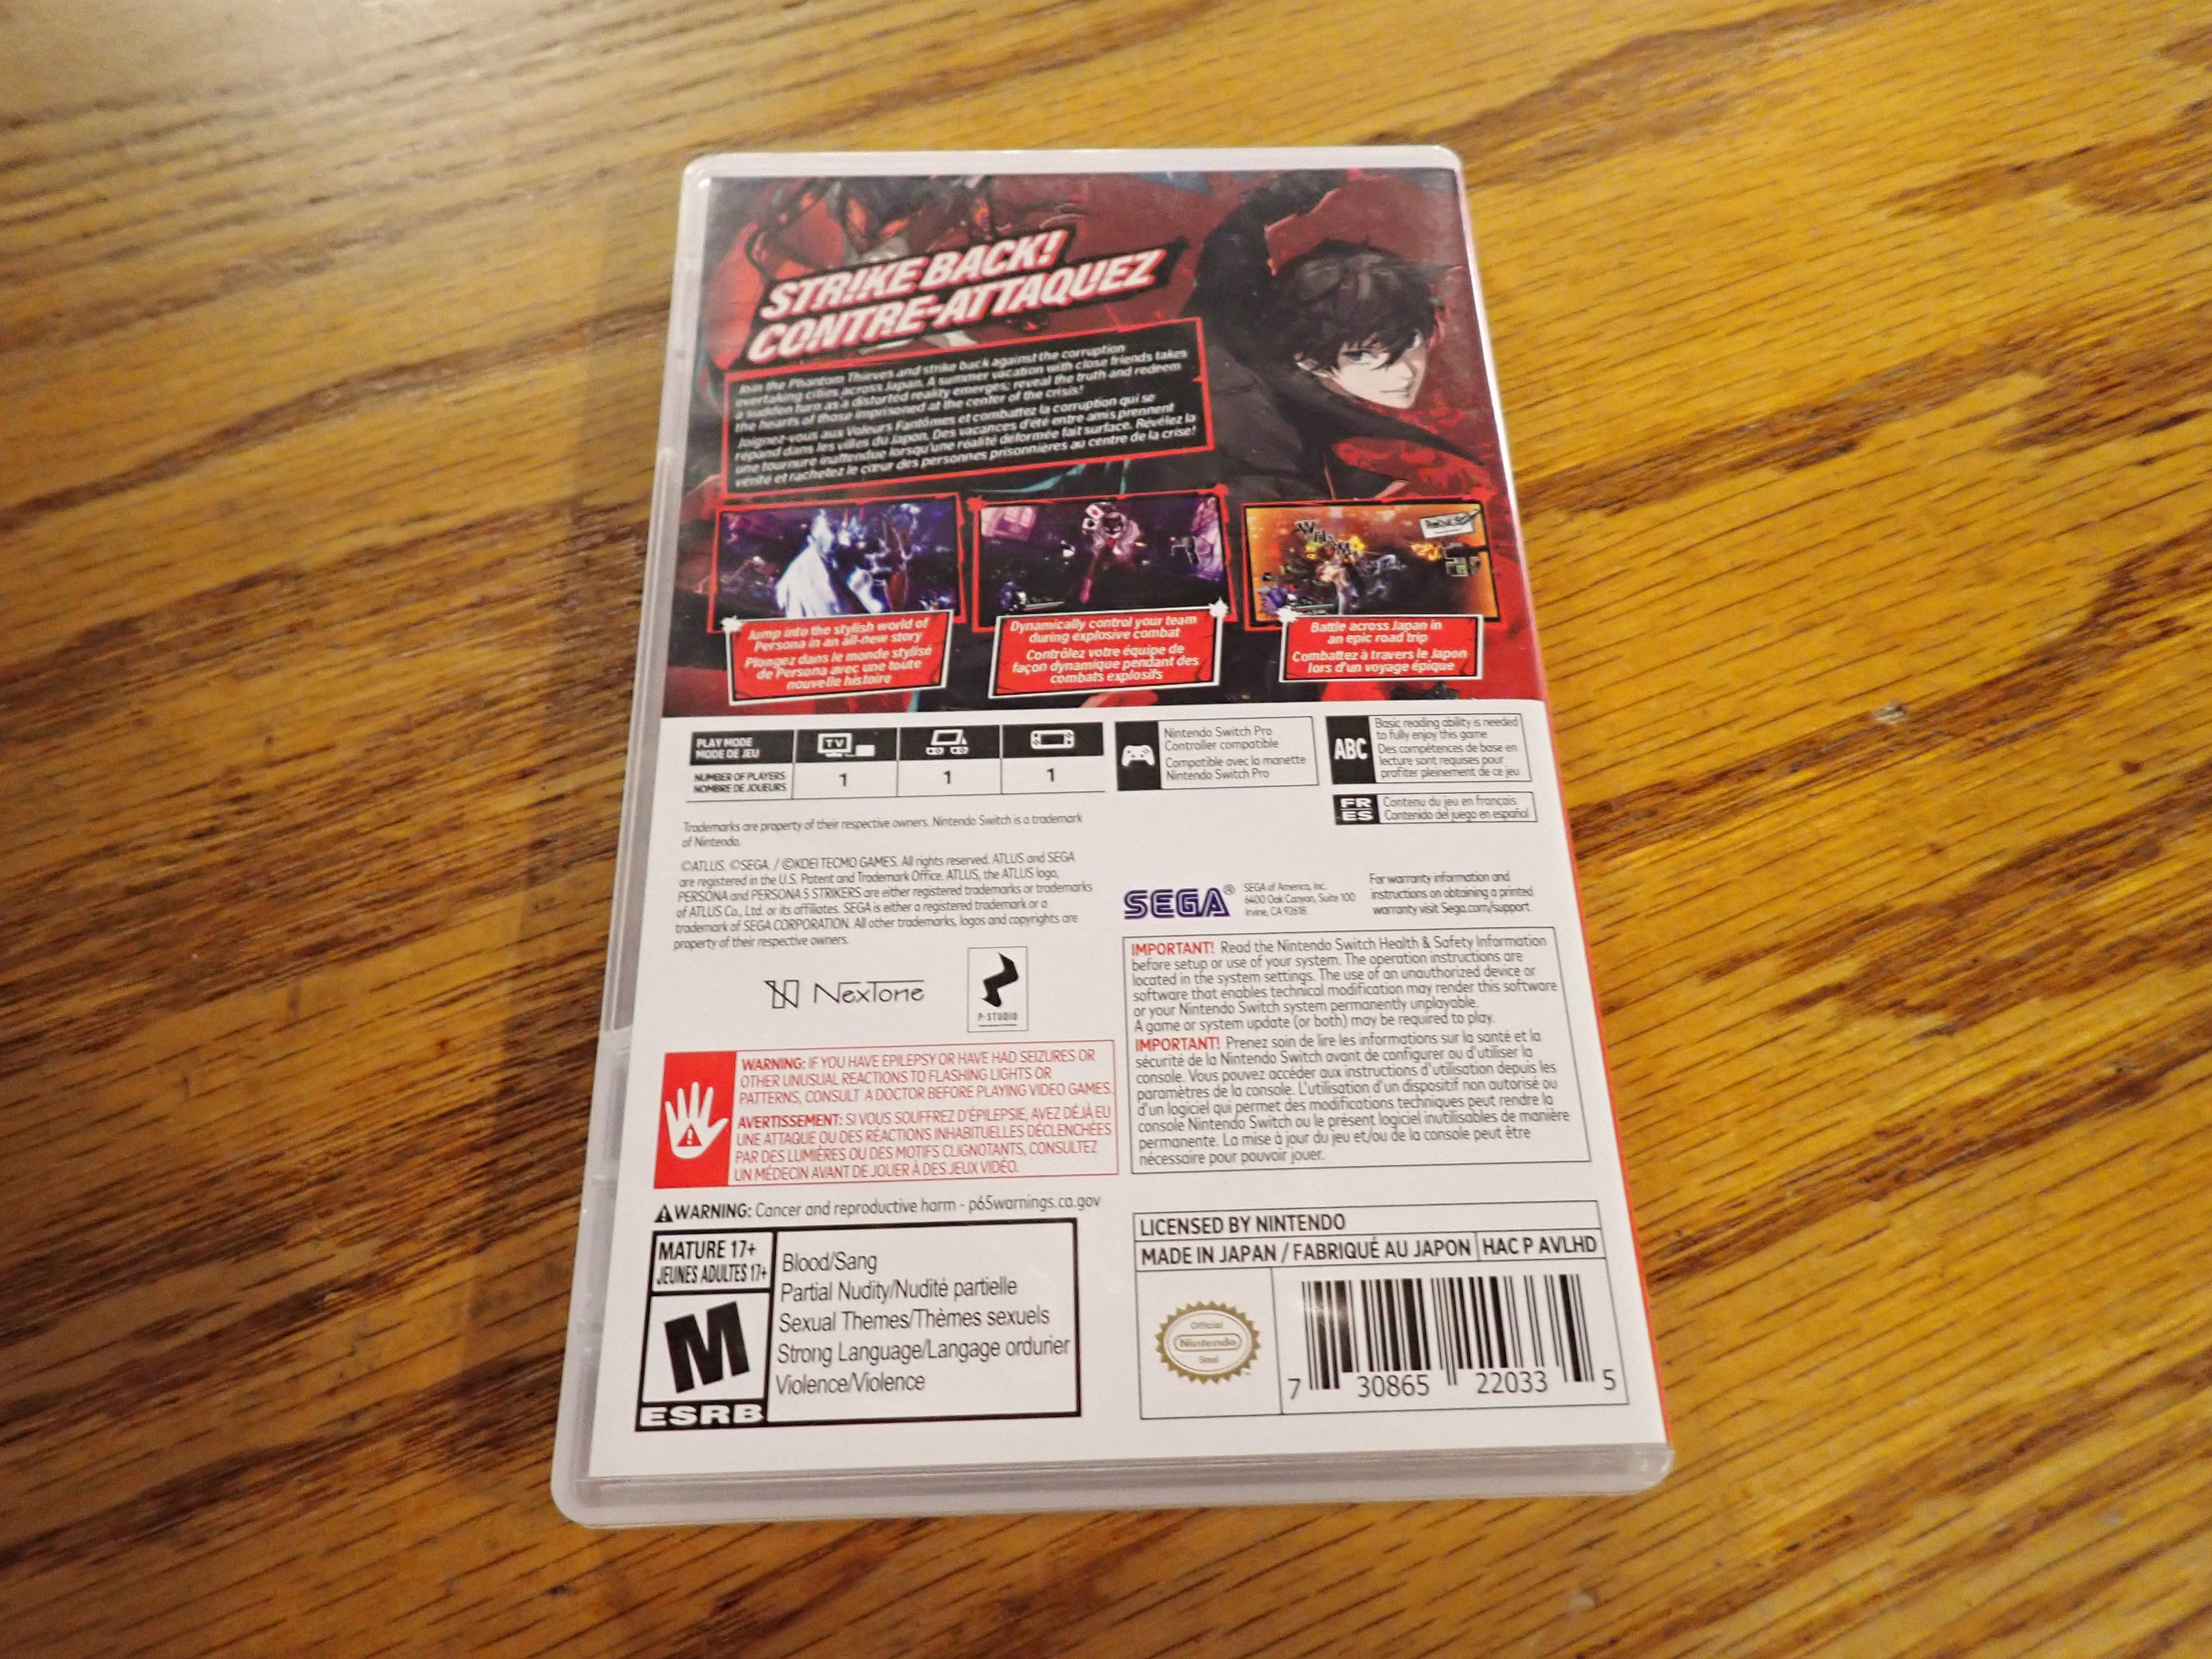 STRIKE BACK!
CONTRE-ATTAQUEZ
Join the Phantom Thieves and strike back against the corruption
overtaking cities across Japan. A summer vacation with close friends takes
a sudden turn as a distorted reality emerges; reveal the truth and redeem
the hearts of those imprisoned at the center of the crisis!
Joignez-vous aux Voleurs Fantômes et combattez la corruption qui se
répand dans les villes du Japon. Des vacances d'été entre amis prennent
une tournure inattendue lorsqu'une réalité déformée fait surface. Révélez la
vérité et rachetez le cœur des personnes prisonnières au centre de la crise!
Jump into the stylish world of
Persona in an all-new story
Plongez dans le monde stylisé
de Persona avec une toute
nouvelle histoire
Dynamically control your team
during explosive combat
Contrôlez votre équipe de
façon dynamique pendant des
combats explosifs
Battle across Japan in
an epic road trip
Combattez à travers le Japon
lors d'un voyage épique
PLAY MODE
MODE DE JEU
TV
NUMBER OF PLAYERS
NOMBRE DE JOUEURS
1
1
1
Nintendo Switch Pro
Controller compatible
Compatible avec la manette
Nintendo Switch Pro
ABC
Basic reading ability is needed
to fully enjoy this game
Des compétences de base en
lecture sont requises pour
profiter pleinement de ce jeu
FR
ES
Contenu du jeu en français
Contenido del juego en español
Trademarks are property of their respective owners. Nintendo Switch is a trademark
of Nintendo.
©ATLUS. ©SEGA. / ©KOEI TECMO GAMES. All rights reserved. ATLUS and SEGA
are registered in the U.S. Patent and Trademark Office. ATLUS, the ATLUS logo,
PERSONA and PERSONA 5 STRIKERS are either registered trademarks or trademarks
of ATLUS Co., Ltd. or its affiliates. SEGA is either a registered trademark or a
trademark of SEGA CORPORATION. All other trademarks, logos and copyrights are
property of their respective owners.
SEGA®
SEGA of America, Inc.
6400 Oak Canyon, Suite 100
Irvine, CA 92618
For warranty information and
instructions on obtaining a printed
warranty visit Sega.com/support
NexTone
P-STUDIO
IMPORTANT! Read the Nintendo Switch Health & Safety Information
before setup or use of your system. The operation instructions are
located in the system settings. The use of an unauthorized device or
software that enables technical modification may render this software
or your Nintendo Switch system permanently unplayable.
A game or system update (or both) may be required to play.
IMPORTANT! Prenez soin de lire les informations sur la santé et la
sécurité de la Nintendo Switch avant de configurer ou d'utiliser la
console. Vous pouvez accéder aux instructions d'utilisation depuis les
paramètres de la console. L'utilisation d'un dispositif non autorisé ou
d'un logiciel qui permet des modifications techniques peut rendre la
console Nintendo Switch ou le présent logiciel inutilisables de manière
permanente. La mise à jour du jeu et/ou de la console peut être
nécessaire pour pouvoir jouer.
WARNING: IF YOU HAVE EPILEPSY OR HAVE HAD SEIZURES OR
OTHER UNUSUAL REACTIONS TO FLASHING LIGHTS OR
PATTERNS, CONSULT A DOCTOR BEFORE PLAYING VIDEO GAMES.
AVERTISSEMENT: SI VOUS SOUFFREZ D'ÉPILEPSIE, AVEZ DÉJÀ EU
UNE ATTAQUE OU DES RÉACTIONS INHABITUELLES DÉCLENCHÉES
PAR DES LUMIÈRES OU DES MOTIFS CLIGNOTANTS, CONSULTEZ
UN MÉDECIN AVANT DE JOUER À DES JEUX VIDÉO.
WARNING: Cancer and reproductive harm - p65warnings.ca.gov
MATURE 17+
JEUNES ADULTES 17+
M
ESRB
Blood/Sang
Partial Nudity/Nudité partielle
Sexual Themes/Thèmes sexuels
Strong Language/Langage ordurier
Violence/Violence
LICENSED BY NINTENDO
MADE IN JAPAN / FABRIQUÉ AU JAPON HAC P AVLHD
Official
Nintendo
Seal
7 30865 22033 5